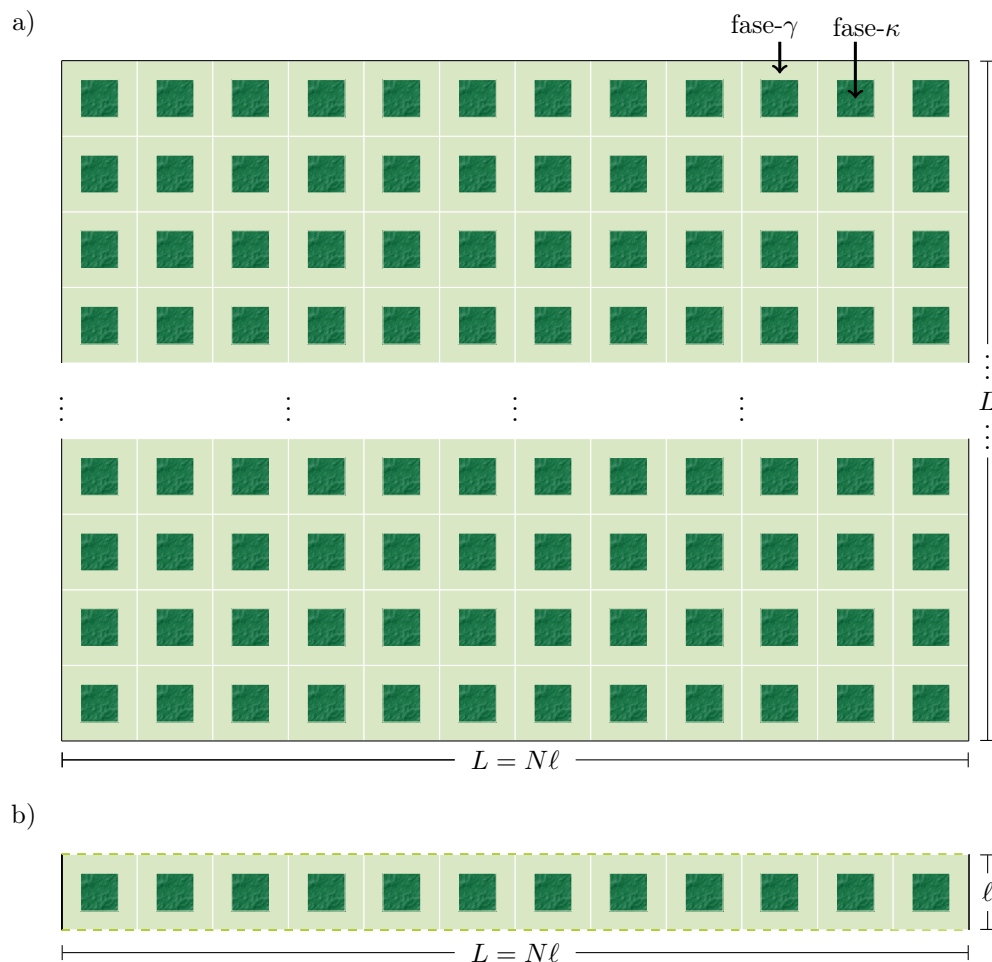 a)
fase-γ fase-κ
L
L = Nℓ
b)
ℓ
L = Nℓ